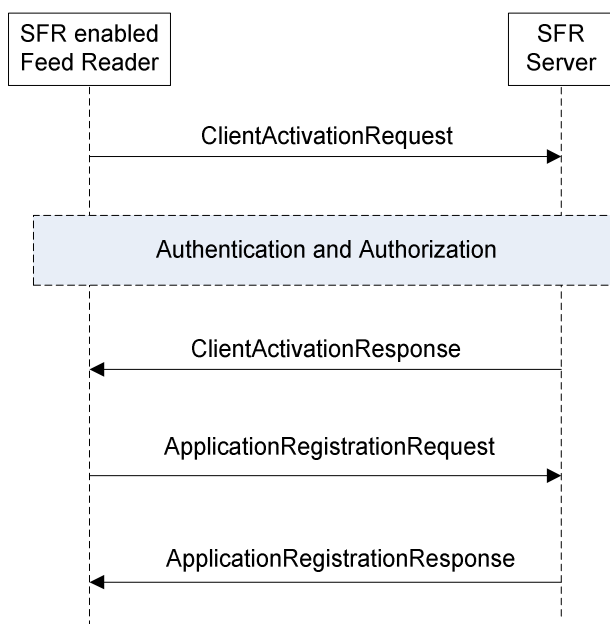 SFR enabled
Feed Reader
SFR
Server
ClientActivationRequest
Authentication and Authorization
ClientActivationResponse
ApplicationRegistrationRequest
ApplicationRegistrationResponse